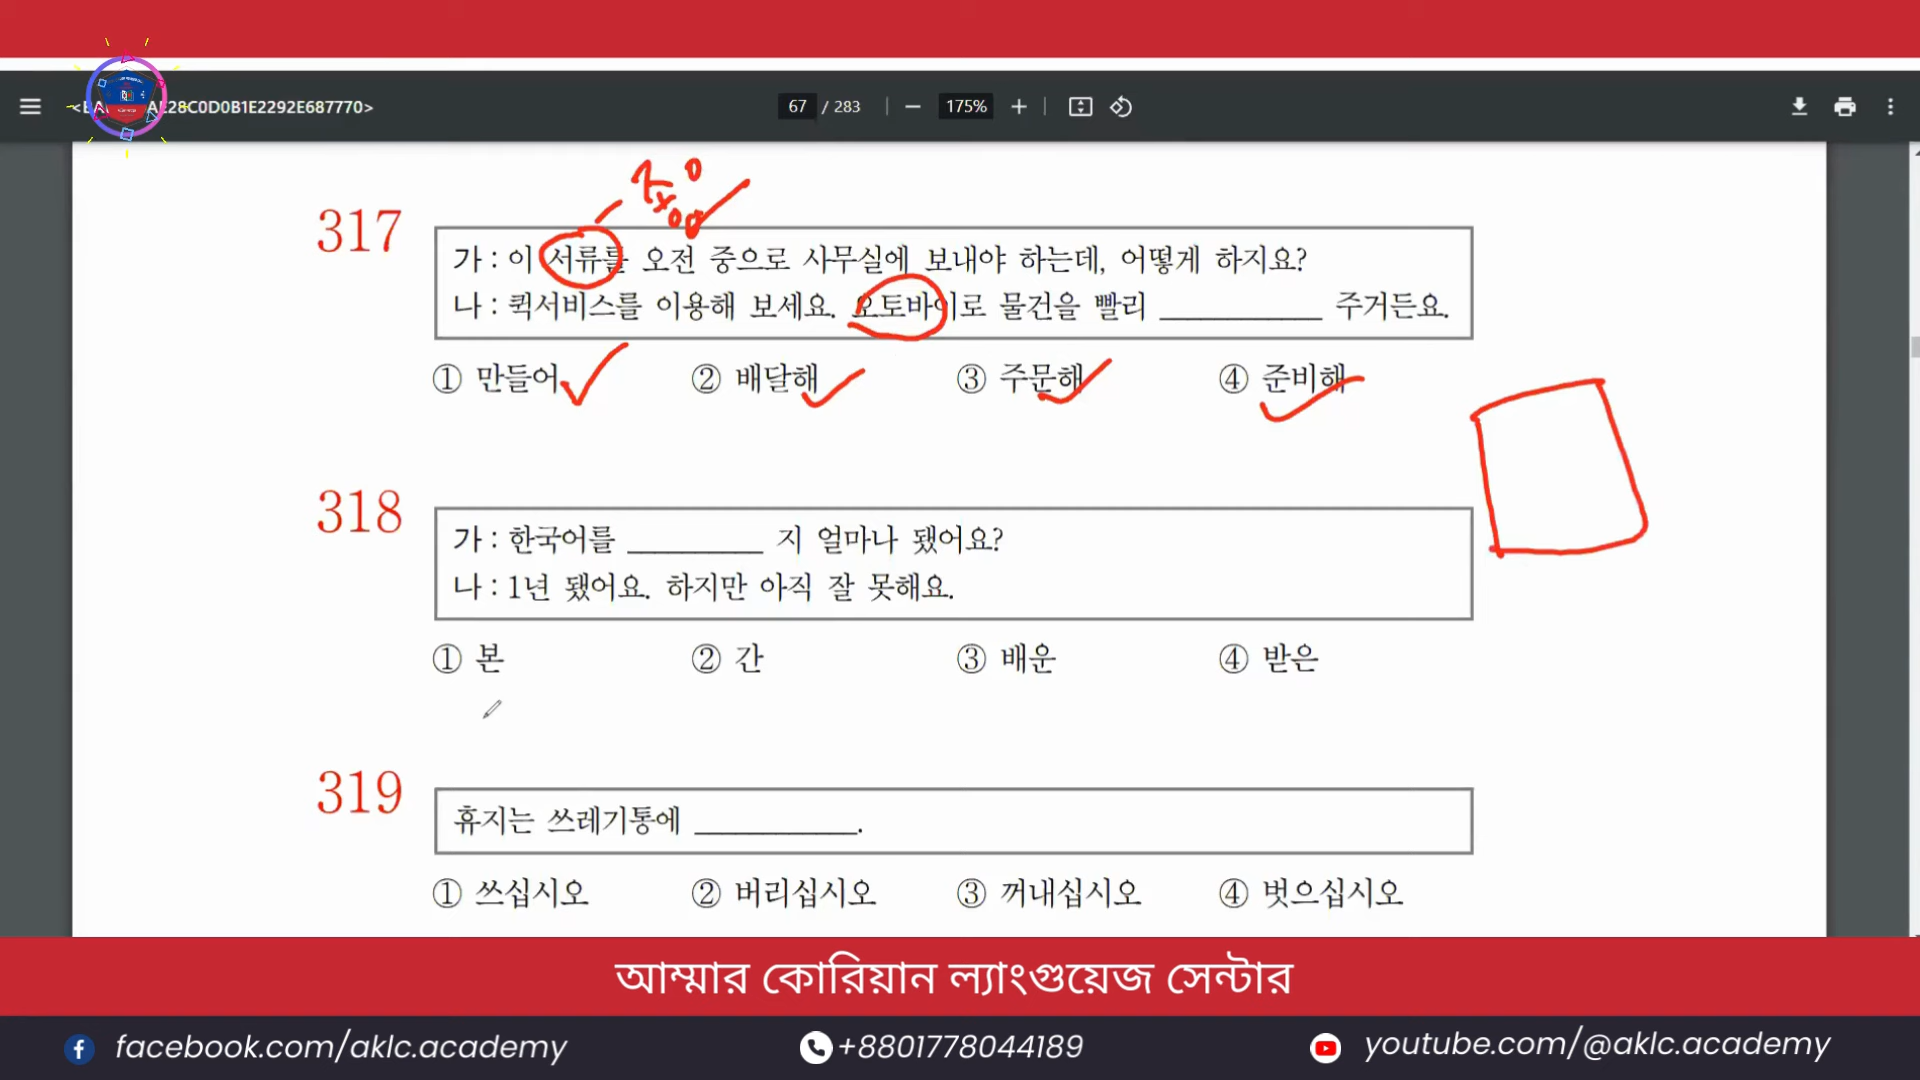 67 / 283
175%
317
가 : 이 서류를 오전 중으로 사무실에 보내야 하는데, 어떻게 하지요?
나 : 퀵서비스를 이용해 보세요. 오토바이로 물건을 빨리 ____________ 주거든요.
① 만들어 ② 배달해 ③ 주문해 ④ 준비해
318
가 : 한국어를 __________ 지 얼마나 됐어요?
나 : 1년 됐어요. 하지만 아직 잘 못해요.
① 본 ② 간 ③ 배운 ④ 받은
319
휴지는 쓰레기통에 ____________.
① 쓰십시오 ② 버리십시오 ③ 꺼내십시오 ④ 벗으십시오
আম্মার কোরিয়ান ল্যাংগুয়েজ সেন্টার
facebook.com/aklc.academy +8801778044189 youtube.com/@aklc.academy